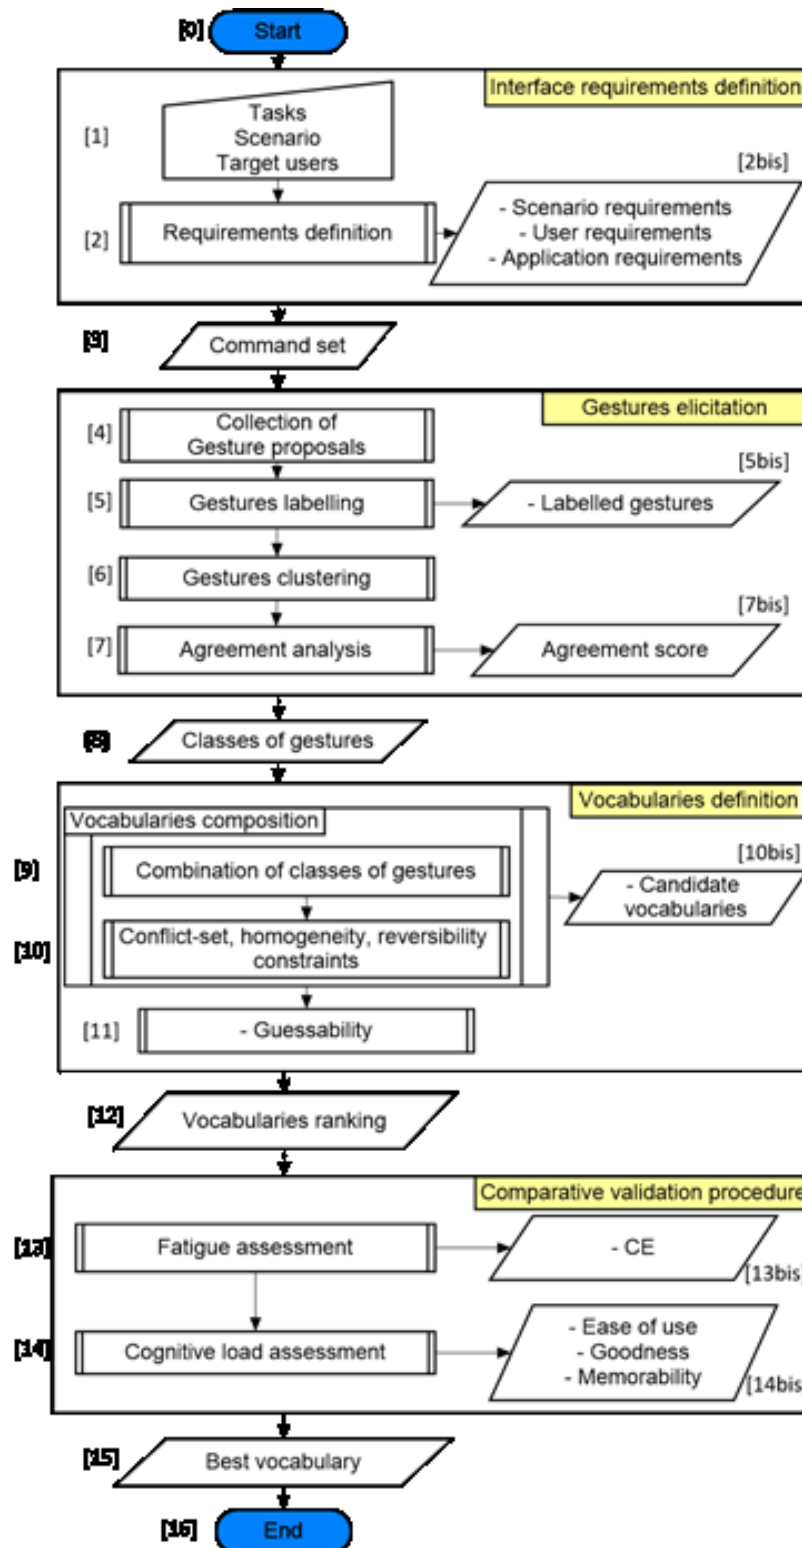 [0] Start
Interface requirements definition
[1]
Tasks
Scenario
Target users
[2bis]
[2] Requirements definition
- Scenario requirements
- User requirements
- Application requirements
[3] Command set
Gestures elicitation
[4] Collection of
Gesture proposals
[5bis]
[5] Gestures labelling
- Labelled gestures
[6] Gestures clustering
[7bis]
[7] Agreement analysis
Agreement score
[8] Classes of gestures
Vocabularies definition
Vocabularies composition
[10bis]
[9] Combination of classes of gestures
- Candidate
vocabularies
[10] Conflict-set, homogeneity, reversibility
constraints
[11] - Guessability
[12] Vocabularies ranking
Comparative validation procedure
[13] Fatigue assessment
- CE
[13bis]
[14] Cognitive load assessment
- Ease of use
- Goodness
- Memorability
[14bis]
[15] Best vocabulary
[16] End